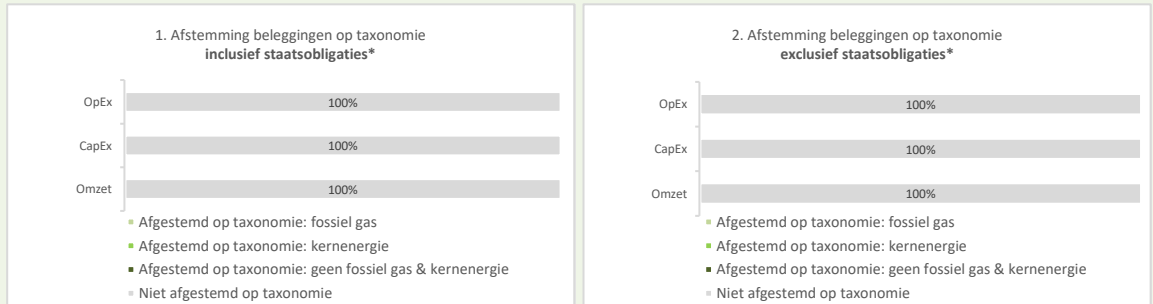 1. Afstemming beleggingen op taxonomie
inclusief staatsobligaties*
OpEx
100%
CapEx
100%
Omzet
100%
Afgestemd op taxonomie: fossiel gas
Afgestemd op taxonomie: kernenergie
Afgestemd op taxonomie: geen fossiel gas & kernenergie
Niet afgestemd op taxonomie
2. Afstemming beleggingen op taxonomie
exclusief staatsobligaties*
OpEx
100%
CapEx
100%
Omzet
100%
Afgestemd op taxonomie: fossiel gas
Afgestemd op taxonomie: kernenergie
Afgestemd op taxonomie: geen fossiel gas & kernenergie
Niet afgestemd op taxonomie